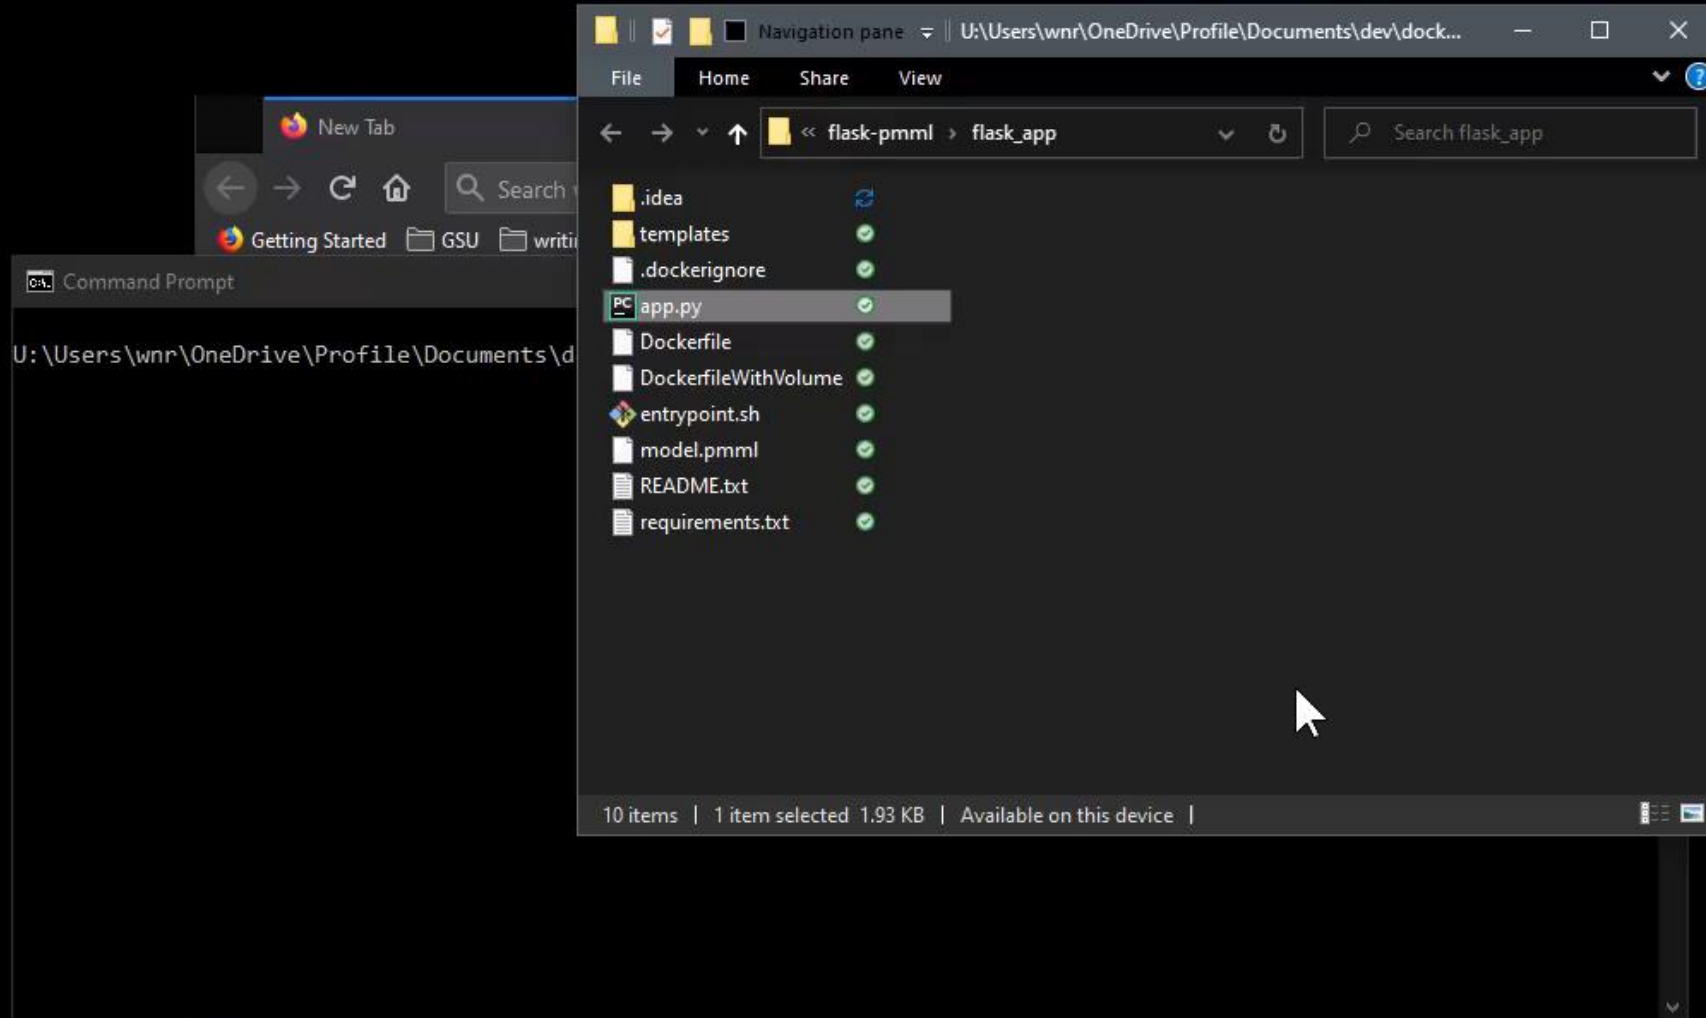 Navigation pane U:\Users\wnr\OneDrive\Profile\Documents\dev\dock...
File Home Share View
?
« flask-pmml › flask_app
Search flask_app
New Tab
Search
Getting Started GSU
Command Prompt
U:\Users\wnr\OneDrive\Profile\Documents\d
.idea
templates
.dockerignore
PC app.py
Dockerfile
DockerfileWithVolume
entrypoint.sh
model.pmml
README.txt
requirements.txt
10 items | 1 item selected 1.93 KB | Available on this device |